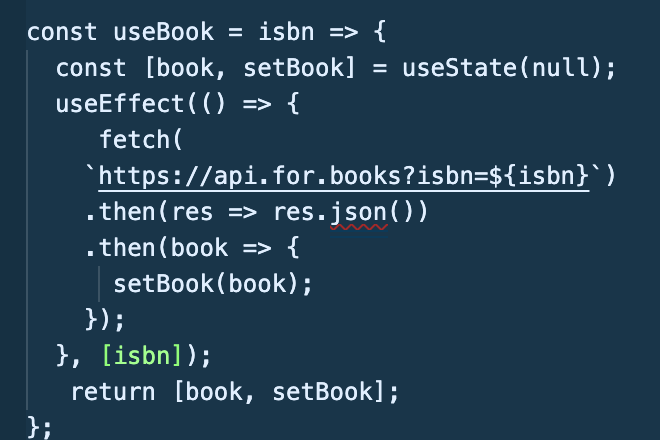 const useBook = isbn => {
const [book, setBook] = useState(null);
useEffect(() => {
fetch(
`https://api.for.books?isbn=${isbn}`)
.then(res => res.json())
.then(book => {
setBook(book);
});
}, [isbn]);
return [book, setBook];
};